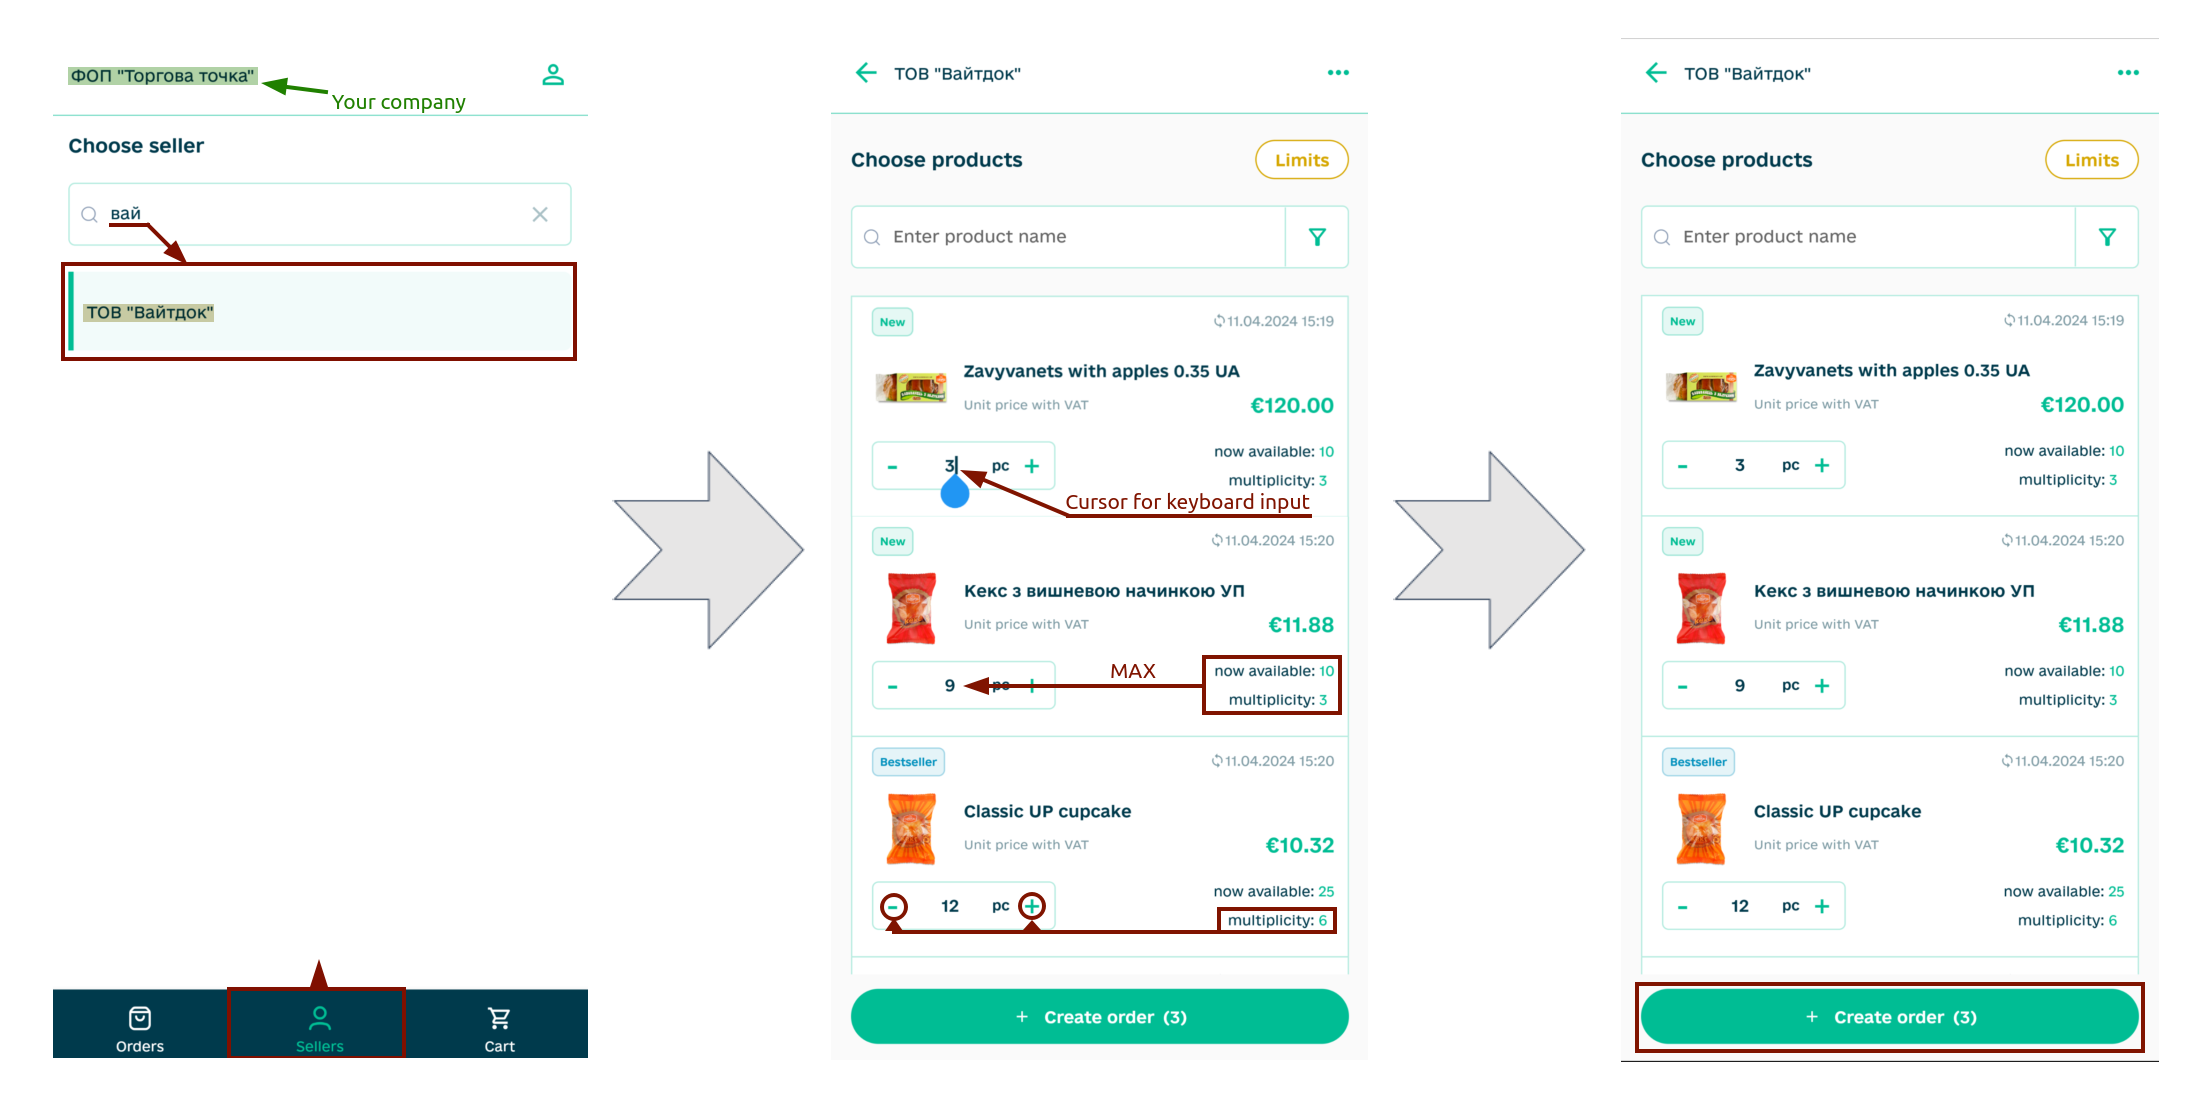 ФОП "Торгова точка"
Your company
Choose seller
вай
ТОВ "Вайтдок"
Orders
Sellers
Cart
ТОВ "Вайтдок"
Choose products
Limits
Enter product name
New
11.04.2024 15:19
Zavyvanets with apples 0.35 UA
Unit price with VAT
€120.00
- 3 pc +
now available: 10
multiplicity: 3
Cursor for keyboard input
New
11.04.2024 15:20
Кекс з вишневою начинкою УП
Unit price with VAT
€11.88
MAX
now available: 10
- 9 pc +
multiplicity: 3
Bestseller
11.04.2024 15:20
Classic UP cupcake
Unit price with VAT
€10.32
- 12 pc +
now available: 25
multiplicity: 6
+ Create order (3)
ТОВ "Вайтдок"
Choose products
Limits
Enter product name
New
11.04.2024 15:19
Zavyvanets with apples 0.35 UA
Unit price with VAT
€120.00
- 3 pc +
now available: 10
multiplicity: 3
New
11.04.2024 15:20
Кекс з вишневою начинкою УП
Unit price with VAT
€11.88
- 9 pc +
now available: 10
multiplicity: 3
Bestseller
11.04.2024 15:20
Classic UP cupcake
Unit price with VAT
€10.32
- 12 pc +
now available: 25
multiplicity: 6
+ Create order (3)